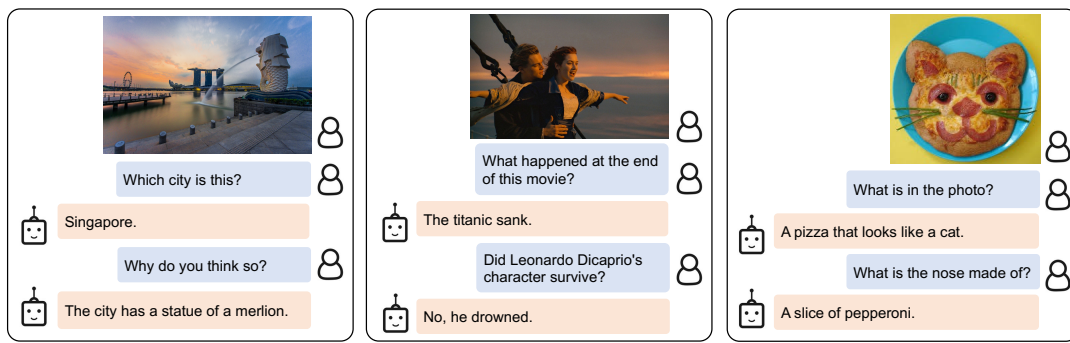 Which city is this?
Singapore.
Why do you think so?
The city has a statue of a merlion.
What happened at the end
of this movie?
The titanic sank.
Did Leonardo Dicaprio's
character survive?
No, he drowned.
What is in the photo?
A pizza that looks like a cat.
What is the nose made of?
A slice of pepperoni.